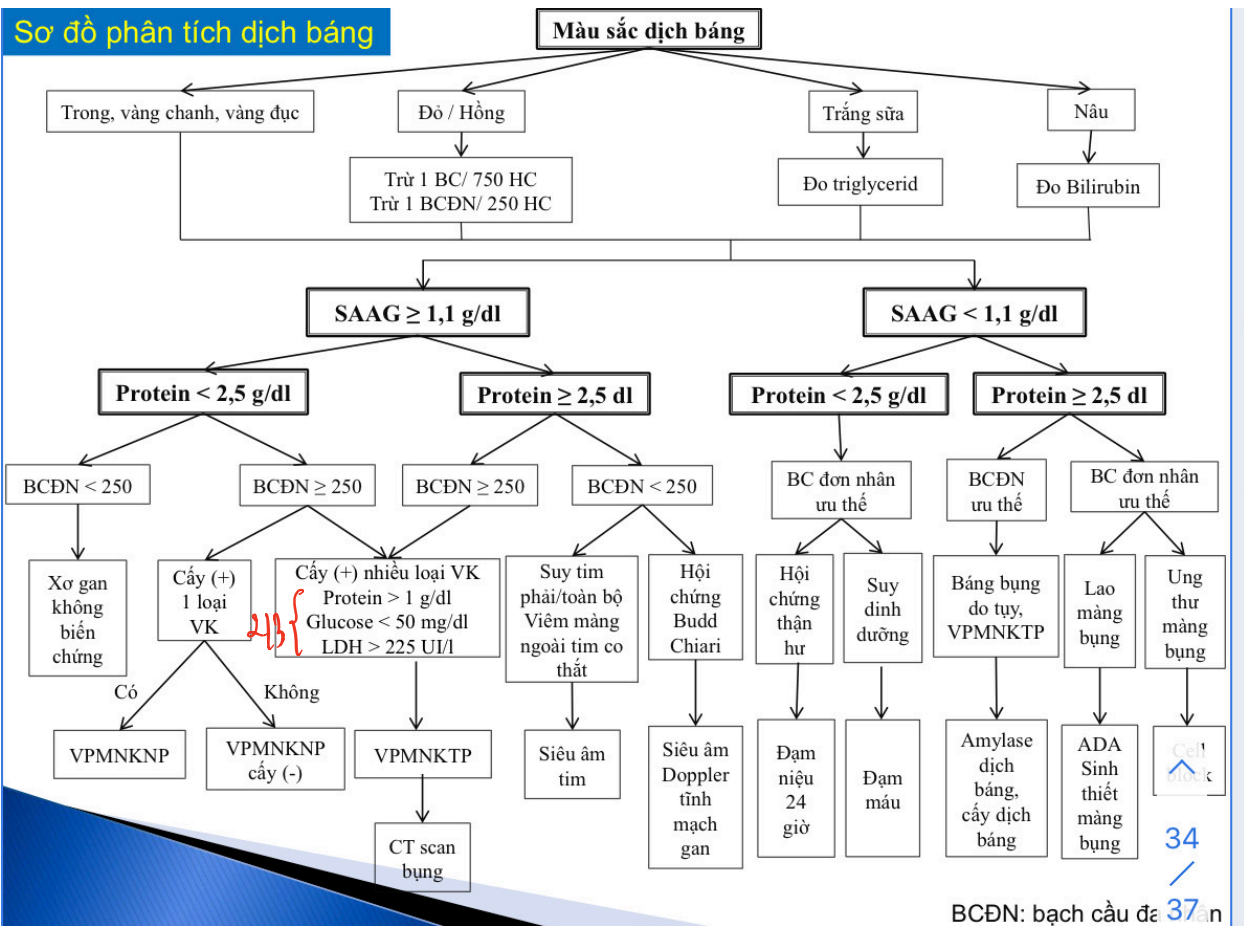 Sơ đồ phân tích dịch báng
Màu sắc dịch báng
Trong, vàng chanh, vàng đục
Đỏ / Hồng
Trắng sữa
Nâu
Trừ 1 BC/ 750 HC
Trừ 1 BCĐN/ 250 HC
Đo triglycerid
Đo Bilirubin
SAAG ≥ 1,1 g/dl
SAAG < 1,1 g/dl
Protein < 2,5 g/dl
Protein ≥ 2,5 dl
Protein < 2,5 g/dl
Protein ≥ 2,5 dl
BCĐN < 250
BCĐN ≥ 250
BCĐN ≥ 250
BCĐN < 250
BC đơn nhân
ưu thế
BCĐN
ưu thế
BC đơn nhân
ưu thế
Xơ gan
không
biến
chứng
Cấy (+)
1 loại
VK
2/3
Cấy (+) nhiều loại VK
Protein > 1 g/dl
Glucose < 50 mg/dl
LDH > 225 UI/l
Suy tim
phải/toàn bộ
Viêm màng
ngoài tim co
thắt
Hội
chứng
Budd
Chiari
Hội
chứng
thận
hư
Suy
dinh
dưỡng
Báng bụng
do tụy,
VPMNKTP
Lao
màng
bụng
Ung
thư
màng
bụng
Có
Không
VPMNKNP
VPMNKNP
cấy (-)
VPMNKTP
Siêu âm
tim
Siêu âm
Doppler
tĩnh
mạch
gan
Đạm
niệu
24
giờ
Đạm
máu
Amylase
dịch
báng,
cấy dịch
báng
ADA
Sinh
thiết
màng
bụng
Cell
block
CT scan
bụng
34
/
37
BCĐN: bạch cầu đa nhân